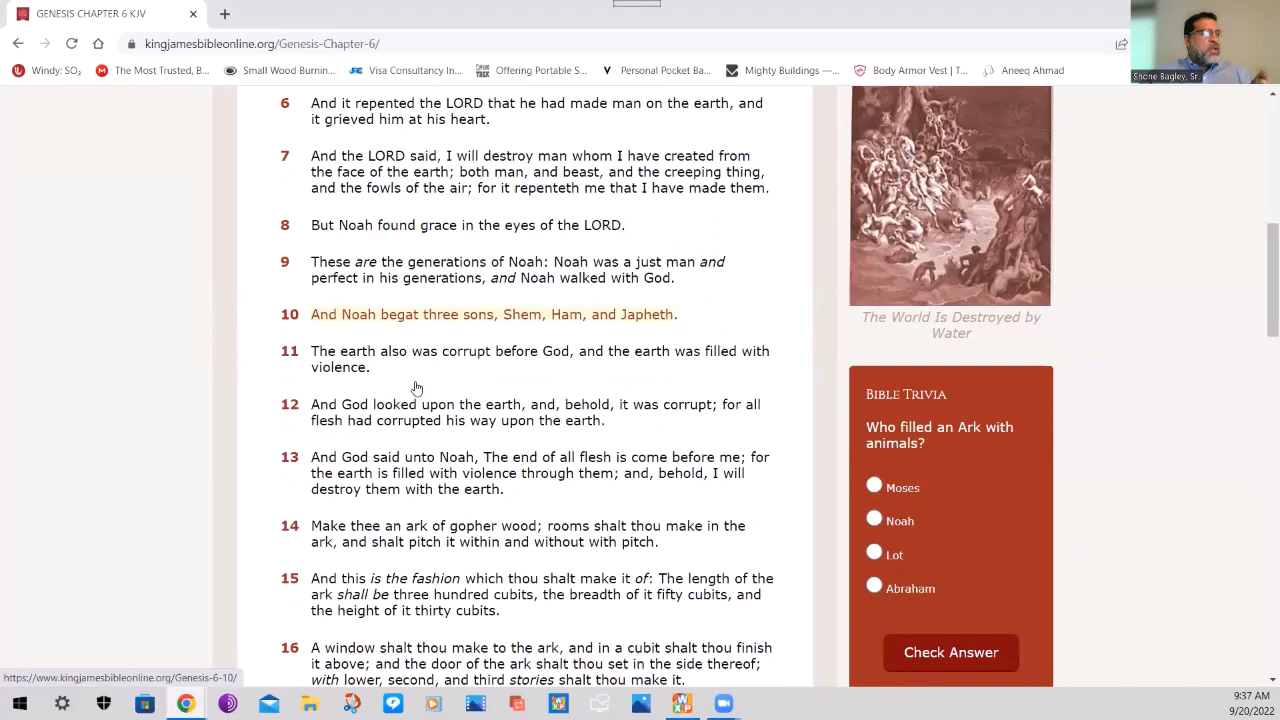 GENESIS CHAPTER 6 KJV
kingjamesbibleonline.org/Genesis-Chapter-6/
Windy: SO₂
The Most Trusted, B...
Small Wood Burnin...
Visa Consultancy In...
Offering Portable S...
Personal Pocket Ba...
Mighty Buildings —...
Body Armor Vest | T...
Aneeq Ahmad
Shone Bagley, Sr.
6 And it repented the LORD that he had made man on the earth, and
it grieved him at his heart.
7 And the LORD said, I will destroy man whom I have created from
the face of the earth; both man, and beast, and the creeping thing,
and the fowls of the air; for it repenteth me that I have made them.
8 But Noah found grace in the eyes of the LORD.
9 These are the generations of Noah: Noah was a just man and
perfect in his generations, and Noah walked with God.
10 And Noah begat three sons, Shem, Ham, and Japheth.
11 The earth also was corrupt before God, and the earth was filled with
violence.
12 And God looked upon the earth, and, behold, it was corrupt; for all
flesh had corrupted his way upon the earth.
13 And God said unto Noah, The end of all flesh is come before me; for
the earth is filled with violence through them; and, behold, I will
destroy them with the earth.
14 Make thee an ark of gopher wood; rooms shalt thou make in the
ark, and shalt pitch it within and without with pitch.
15 And this is the fashion which thou shalt make it of: The length of the
ark shall be three hundred cubits, the breadth of it fifty cubits, and
the height of it thirty cubits.
16 A window shalt thou make to the ark, and in a cubit shalt thou finish
it above; and the door of the ark shalt thou set in the side thereof;
with lower, second, and third stories shalt thou make it.
The World Is Destroyed by
Water
BIBLE TRIVIA
Who filled an Ark with
animals?
Moses
Noah
Lot
Abraham
Check Answer
https://www.kingjamesbibleonline.org/Genesis-6-10/
9:37 AM
9/20/2022